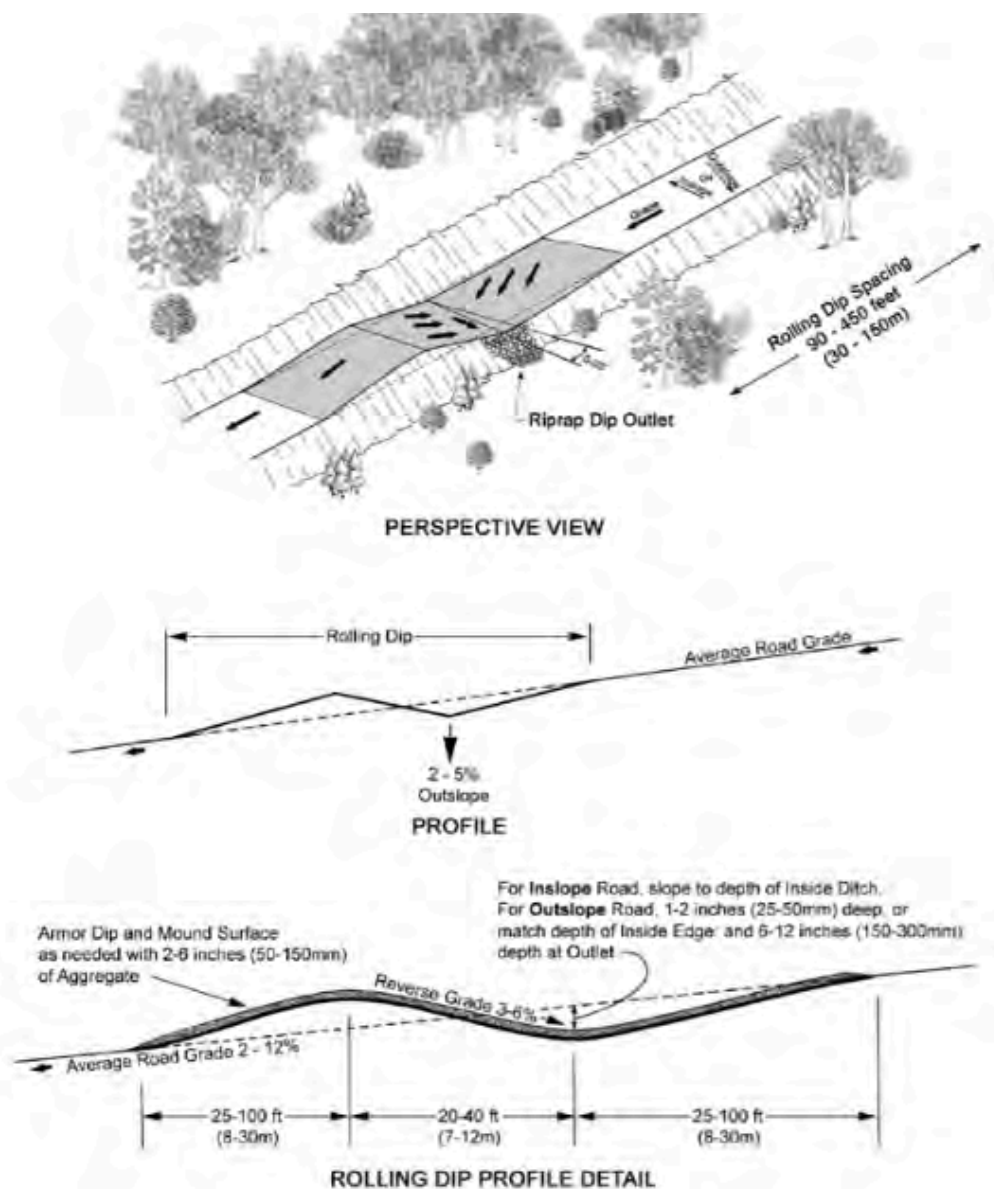 Grade
Rolling Dip Spacing
90 - 450 feet
(30 - 150m)
Riprap Dip Outlet
PERSPECTIVE VIEW
Rolling Dip
Average Road Grade
2 - 5%
Outslope
PROFILE
For Inslope Road, slope to depth of Inside Ditch.
For Outslope Road, 1-2 inches (25-50mm) deep, or
match depth of Inside Edge and 6-12 inches (150-300mm)
depth at Outlet
Armor Dip and Mound Surface
as needed with 2-6 inches (50-150mm)
of Aggregate
Reverse Grade 3-6%
Average Road Grade 2 - 12%
25-100 ft
(8-30m)
20-40 ft
(7-12m)
25-100 ft
(8-30m)
ROLLING DIP PROFILE DETAIL